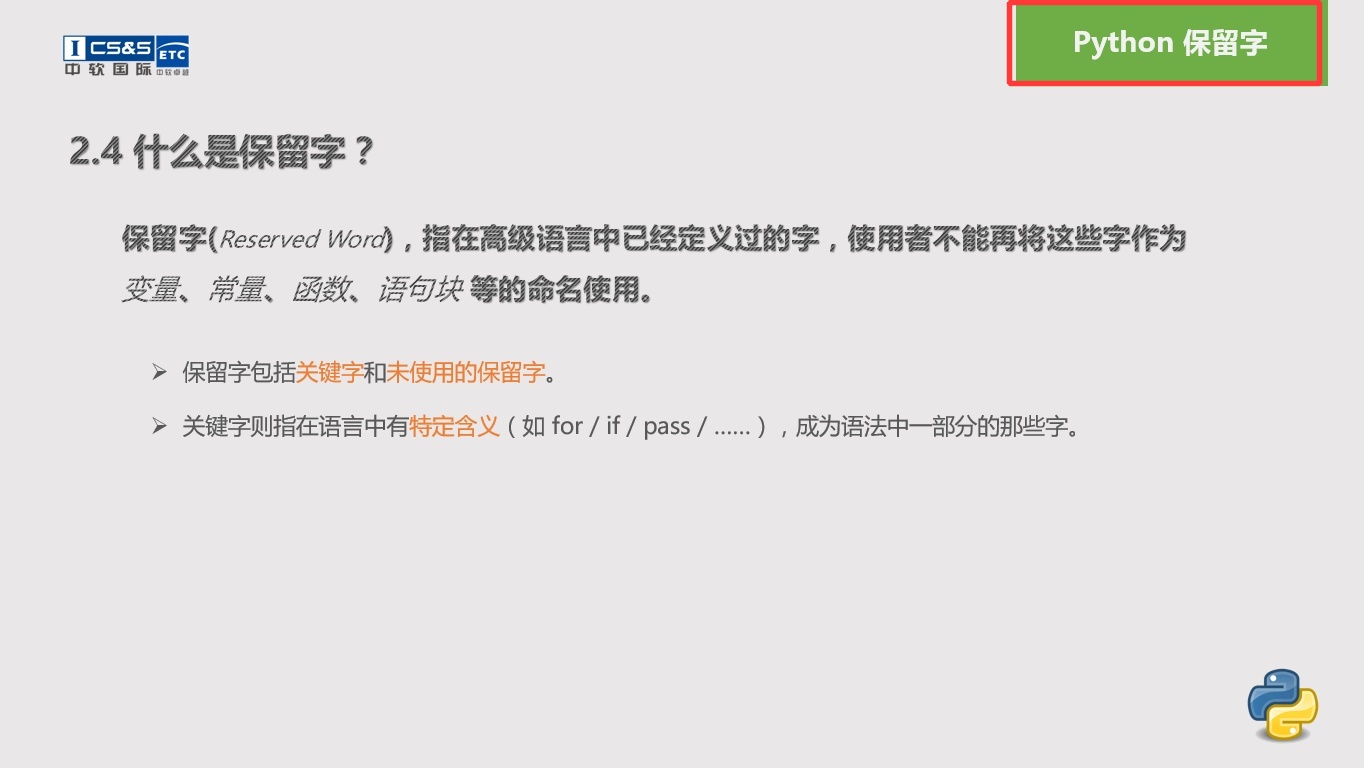 CS&S ETC
中软国际 中软卓越
Python 保留字
2.4 什么是保留字？
保留字(Reserved Word)，指在高级语言中已经定义过的字，使用者不能再将这些字作为
变量、常量、函数、语句块 等的命名使用。
保留字包括关键字和未使用的保留字。
关键字则指在语言中有特定含义（如 for / if / pass / ……），成为语法中一部分的那些字。